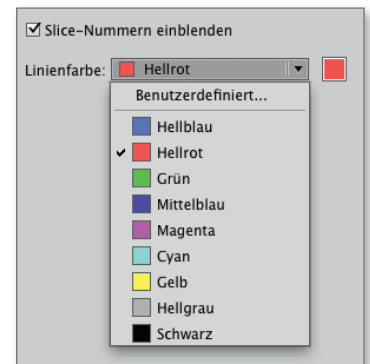 Slice-Nummern einblenden
Linienfarbe: Hellrot
Benutzerdefiniert...
Hellblau
Hellrot
Grün
Mittelblau
Magenta
Cyan
Gelb
Hellgrau
Schwarz